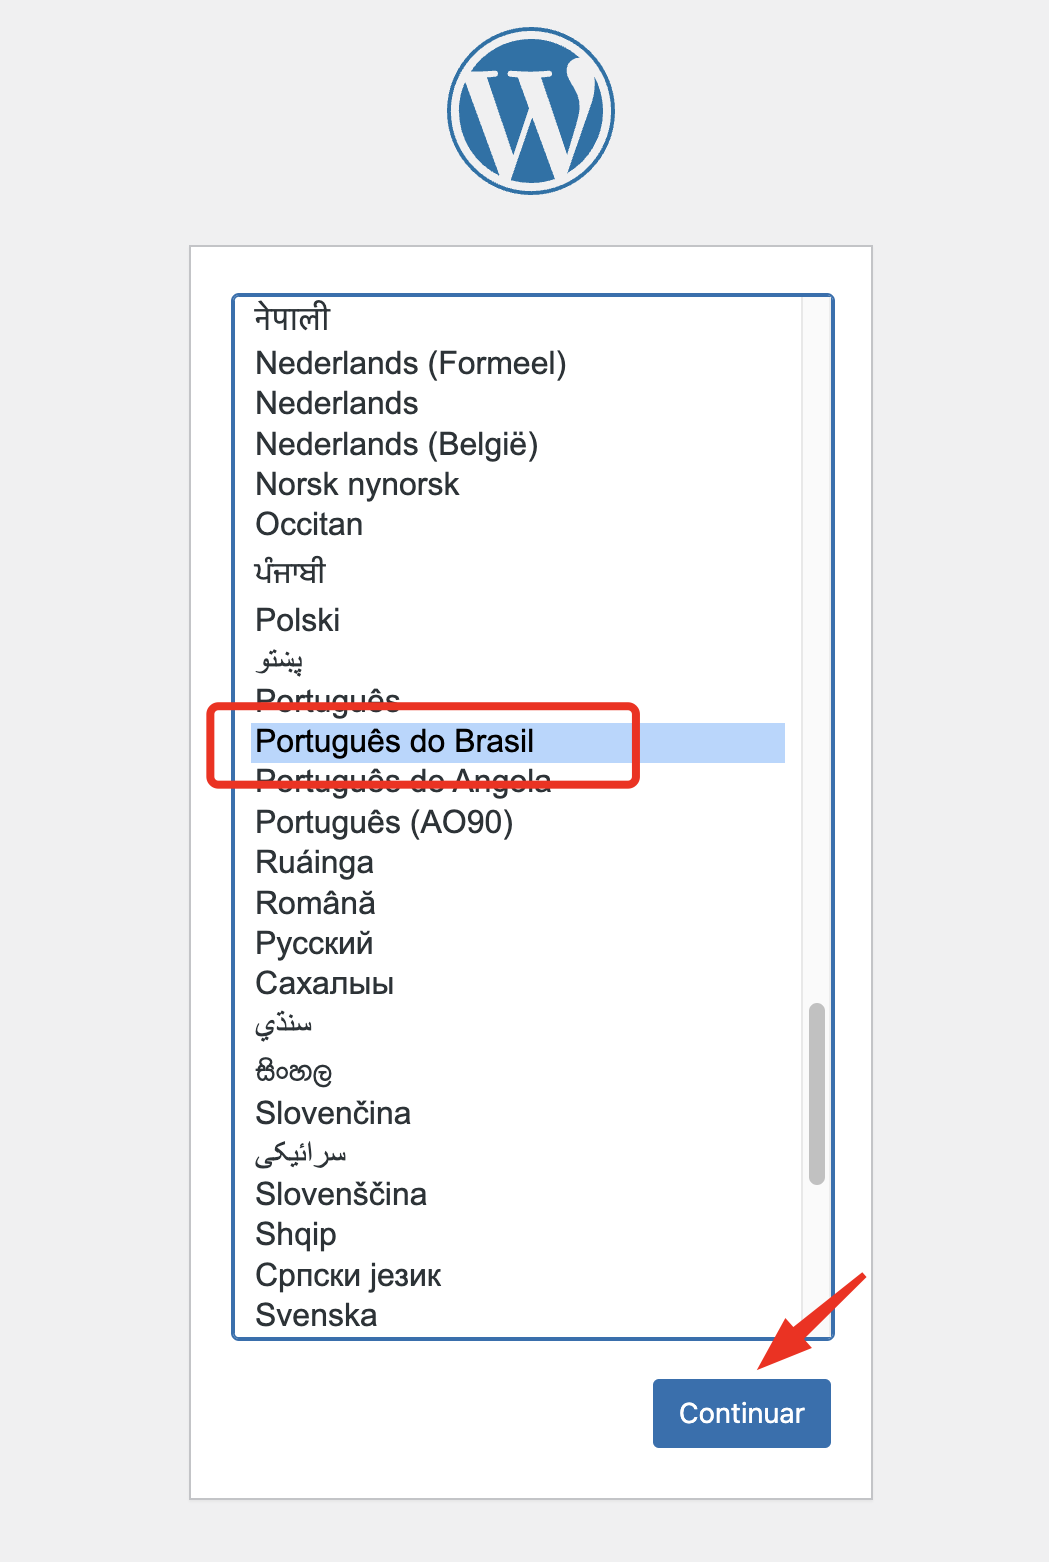 नेपाली
Nederlands (Formeel)
Nederlands
Nederlands (België)
Norsk nynorsk
Occitan
ਪੰਜਾਬੀ
Polski
پښتو
Português
Português do Brasil
Português de Angola
Português (AO90)
Ruáinga
Română
Русский
Сахалыы
سنڌي
සිංහල
Slovenčina
سرائیکی
Slovenščina
Shqip
Српски језик
Svenska
Continuar